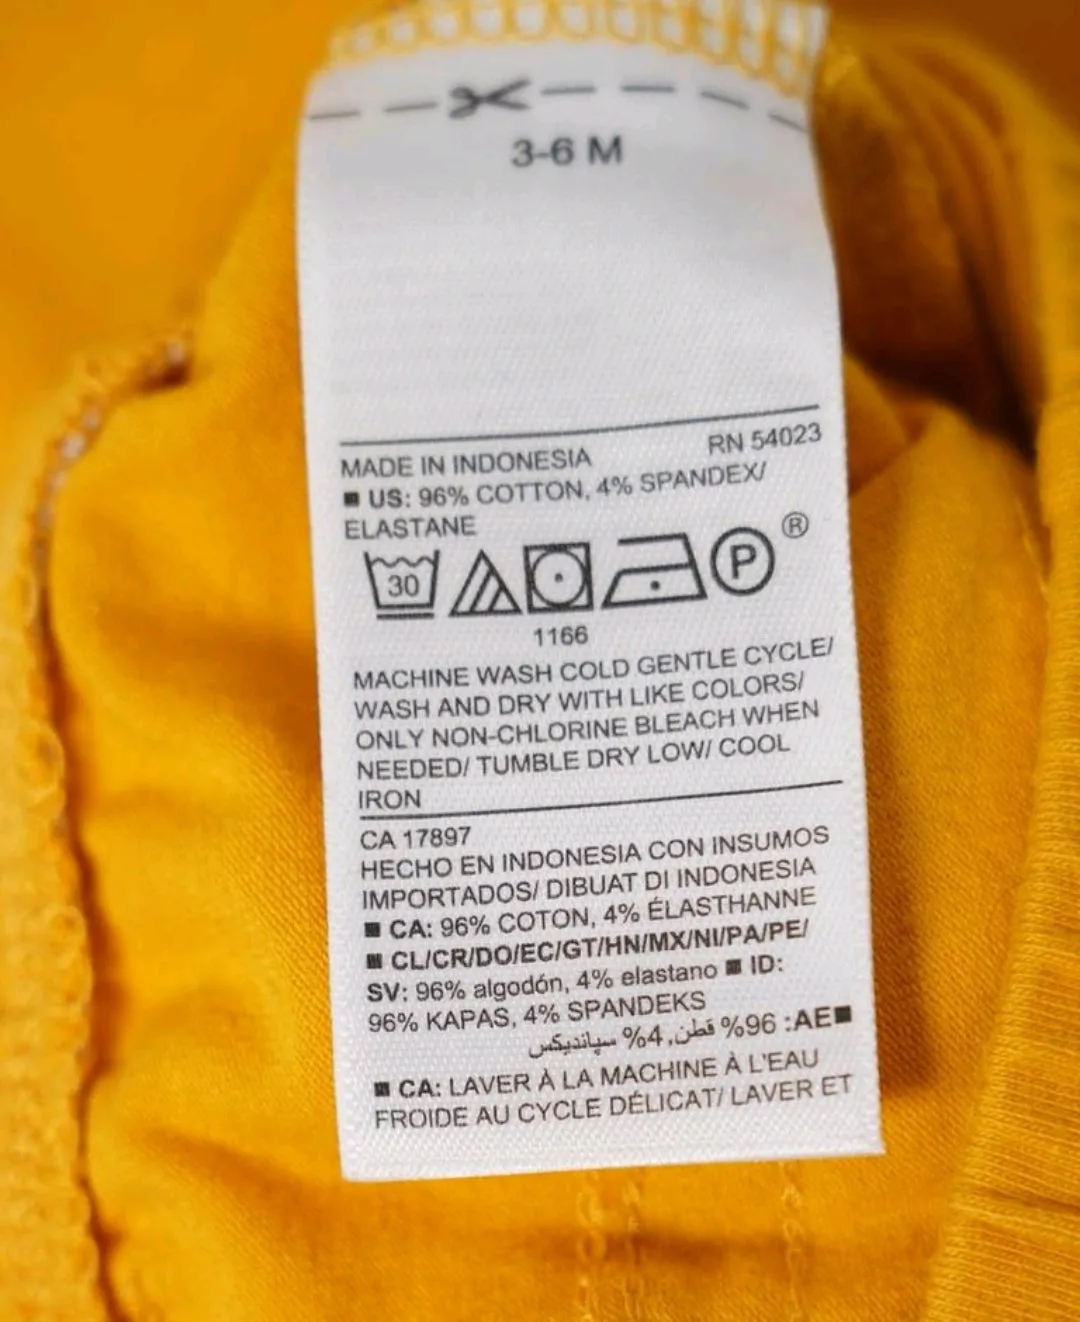 3-6 M
MADE IN INDONESIA RN 54023
■ US: 96% COTTON, 4% SPANDEX/
ELASTANE
30 P ®
1166
MACHINE WASH COLD GENTLE CYCLE/
WASH AND DRY WITH LIKE COLORS/
ONLY NON-CHLORINE BLEACH WHEN
NEEDED/ TUMBLE DRY LOW/ COOL
IRON
CA 17897
HECHO EN INDONESIA CON INSUMOS
IMPORTADOS/ DIBUAT DI INDONESIA
■ CA: 96% COTON, 4% ÉLASTHANNE
■ CL/CR/DO/EC/GT/HN/MX/NI/PA/PE/
SV: 96% algodón, 4% elastano ■ ID:
96% KAPAS, 4% SPANDEKS
■AE: 96% قطن, 4% سپاندیکس
■ CA: LAVER À LA MACHINE À L'EAU
FROIDE AU CYCLE DÉLICAT/ LAVER ET